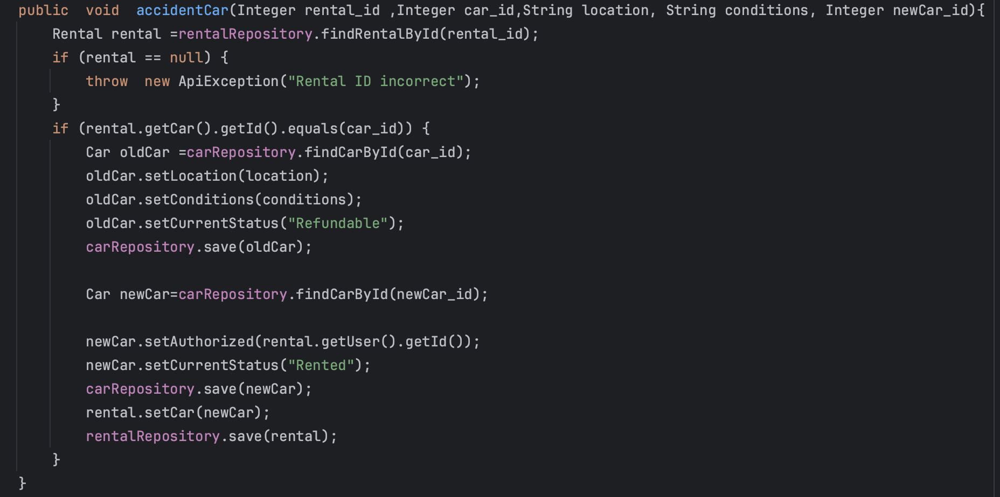 public  void  accidentCar(Integer rental_id ,Integer car_id,String location, String conditions, Integer newCar_id){
    Rental rental =rentalRepository.findRentalById(rental_id);
    if (rental == null) {
        throw  new ApiException("Rental ID incorrect");
    }
    if (rental.getCar().getId().equals(car_id)) {
        Car oldCar =carRepository.findCarById(car_id);
        oldCar.setLocation(location);
        oldCar.setConditions(conditions);
        oldCar.setCurrentStatus("Refundable");
        carRepository.save(oldCar);

        Car newCar=carRepository.findCarById(newCar_id);

        newCar.setAuthorized(rental.getUser().getId());
        newCar.setCurrentStatus("Rented");
        carRepository.save(newCar);
        rental.setCar(newCar);
        rentalRepository.save(rental);
    }
}